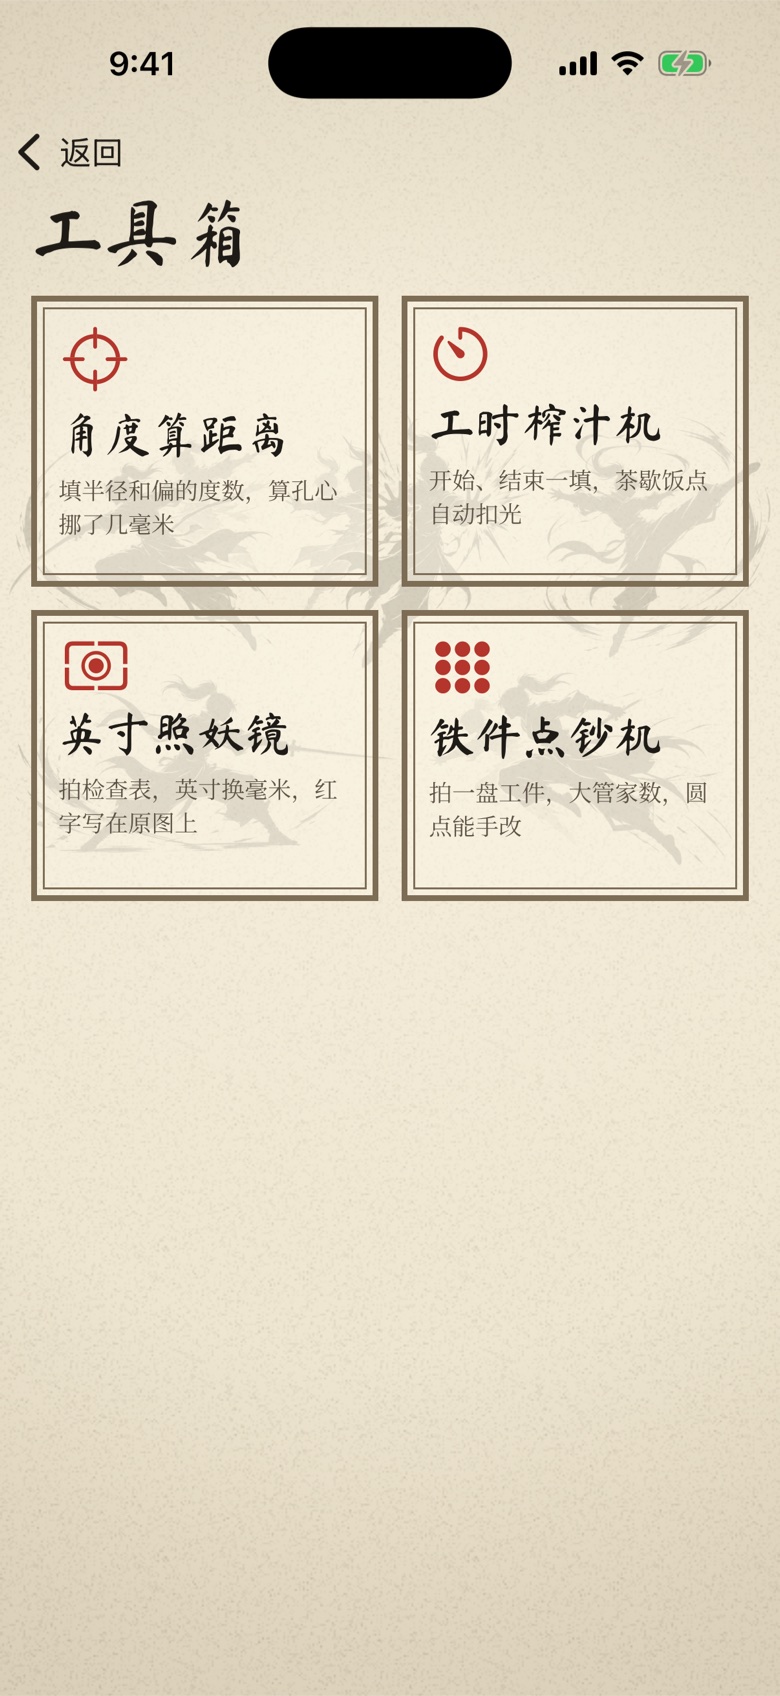 9:41
返回
工具箱
角度算距离
填半径和偏的度数，算孔心
挪了几毫米
工时榨汁机
开始、结束一填，茶歇饭点
自动扣光
英寸照妖镜
拍检查表，英寸换毫米，红
字写在原图上
铁件点钞机
拍一盘工件，大管家数，圆
点能手改